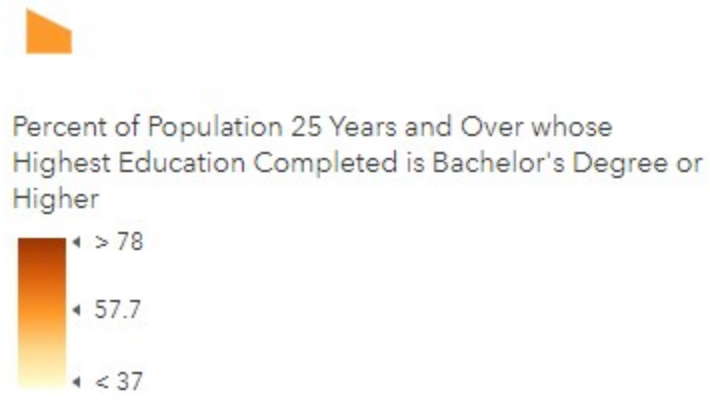 Percent of Population 25 Years and Over whose
Highest Education Completed is Bachelor's Degree or
Higher
> 78
57.7
< 37